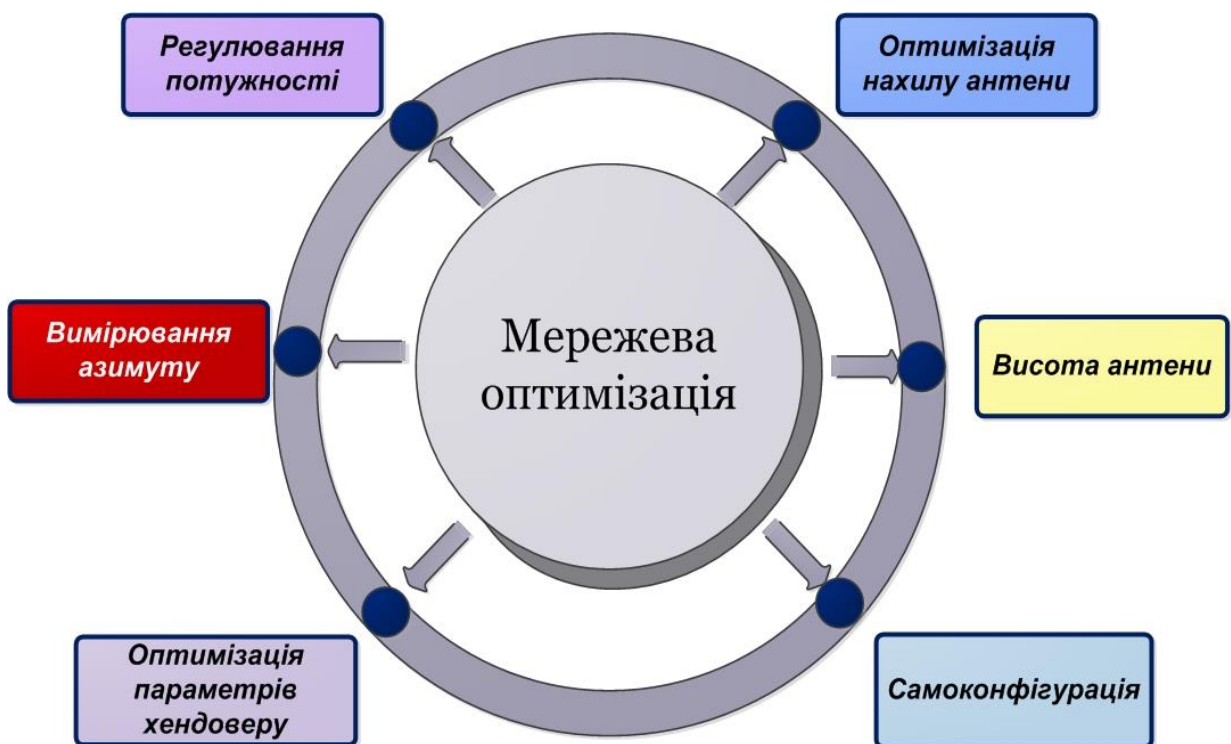 Регулювання
потужності
Оптимізація
нахилу антени
Вимірювання
азимуту
Мережева
оптимізація
Висота антени
Оптимізація
параметрів
хендоверу
Самоконфігурація